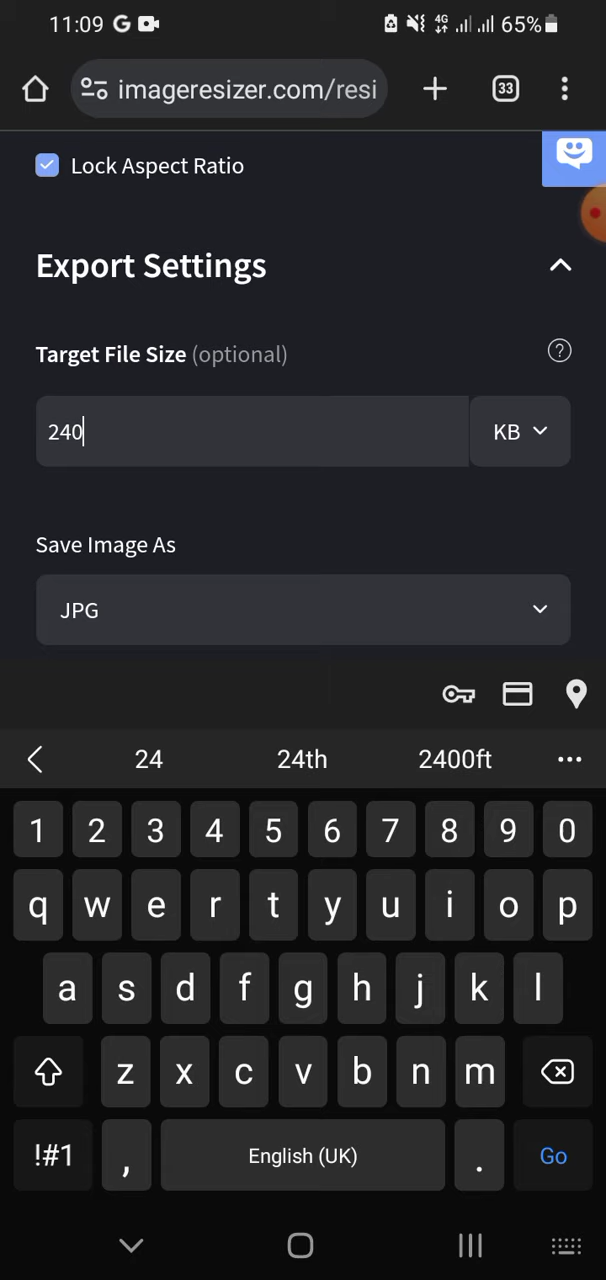 11:09 G 4G 65%
imageresizer.com/resi 33
Lock Aspect Ratio
Export Settings
Target File Size (optional) ?
240 KB
Save Image As
JPG
24 24th 2400ft ...
1 2 3 4 5 6 7 8 9 0
q w e r t y u i o p
a s d f g h j k l
z x c v b n m
!#1 , English (UK) . Go